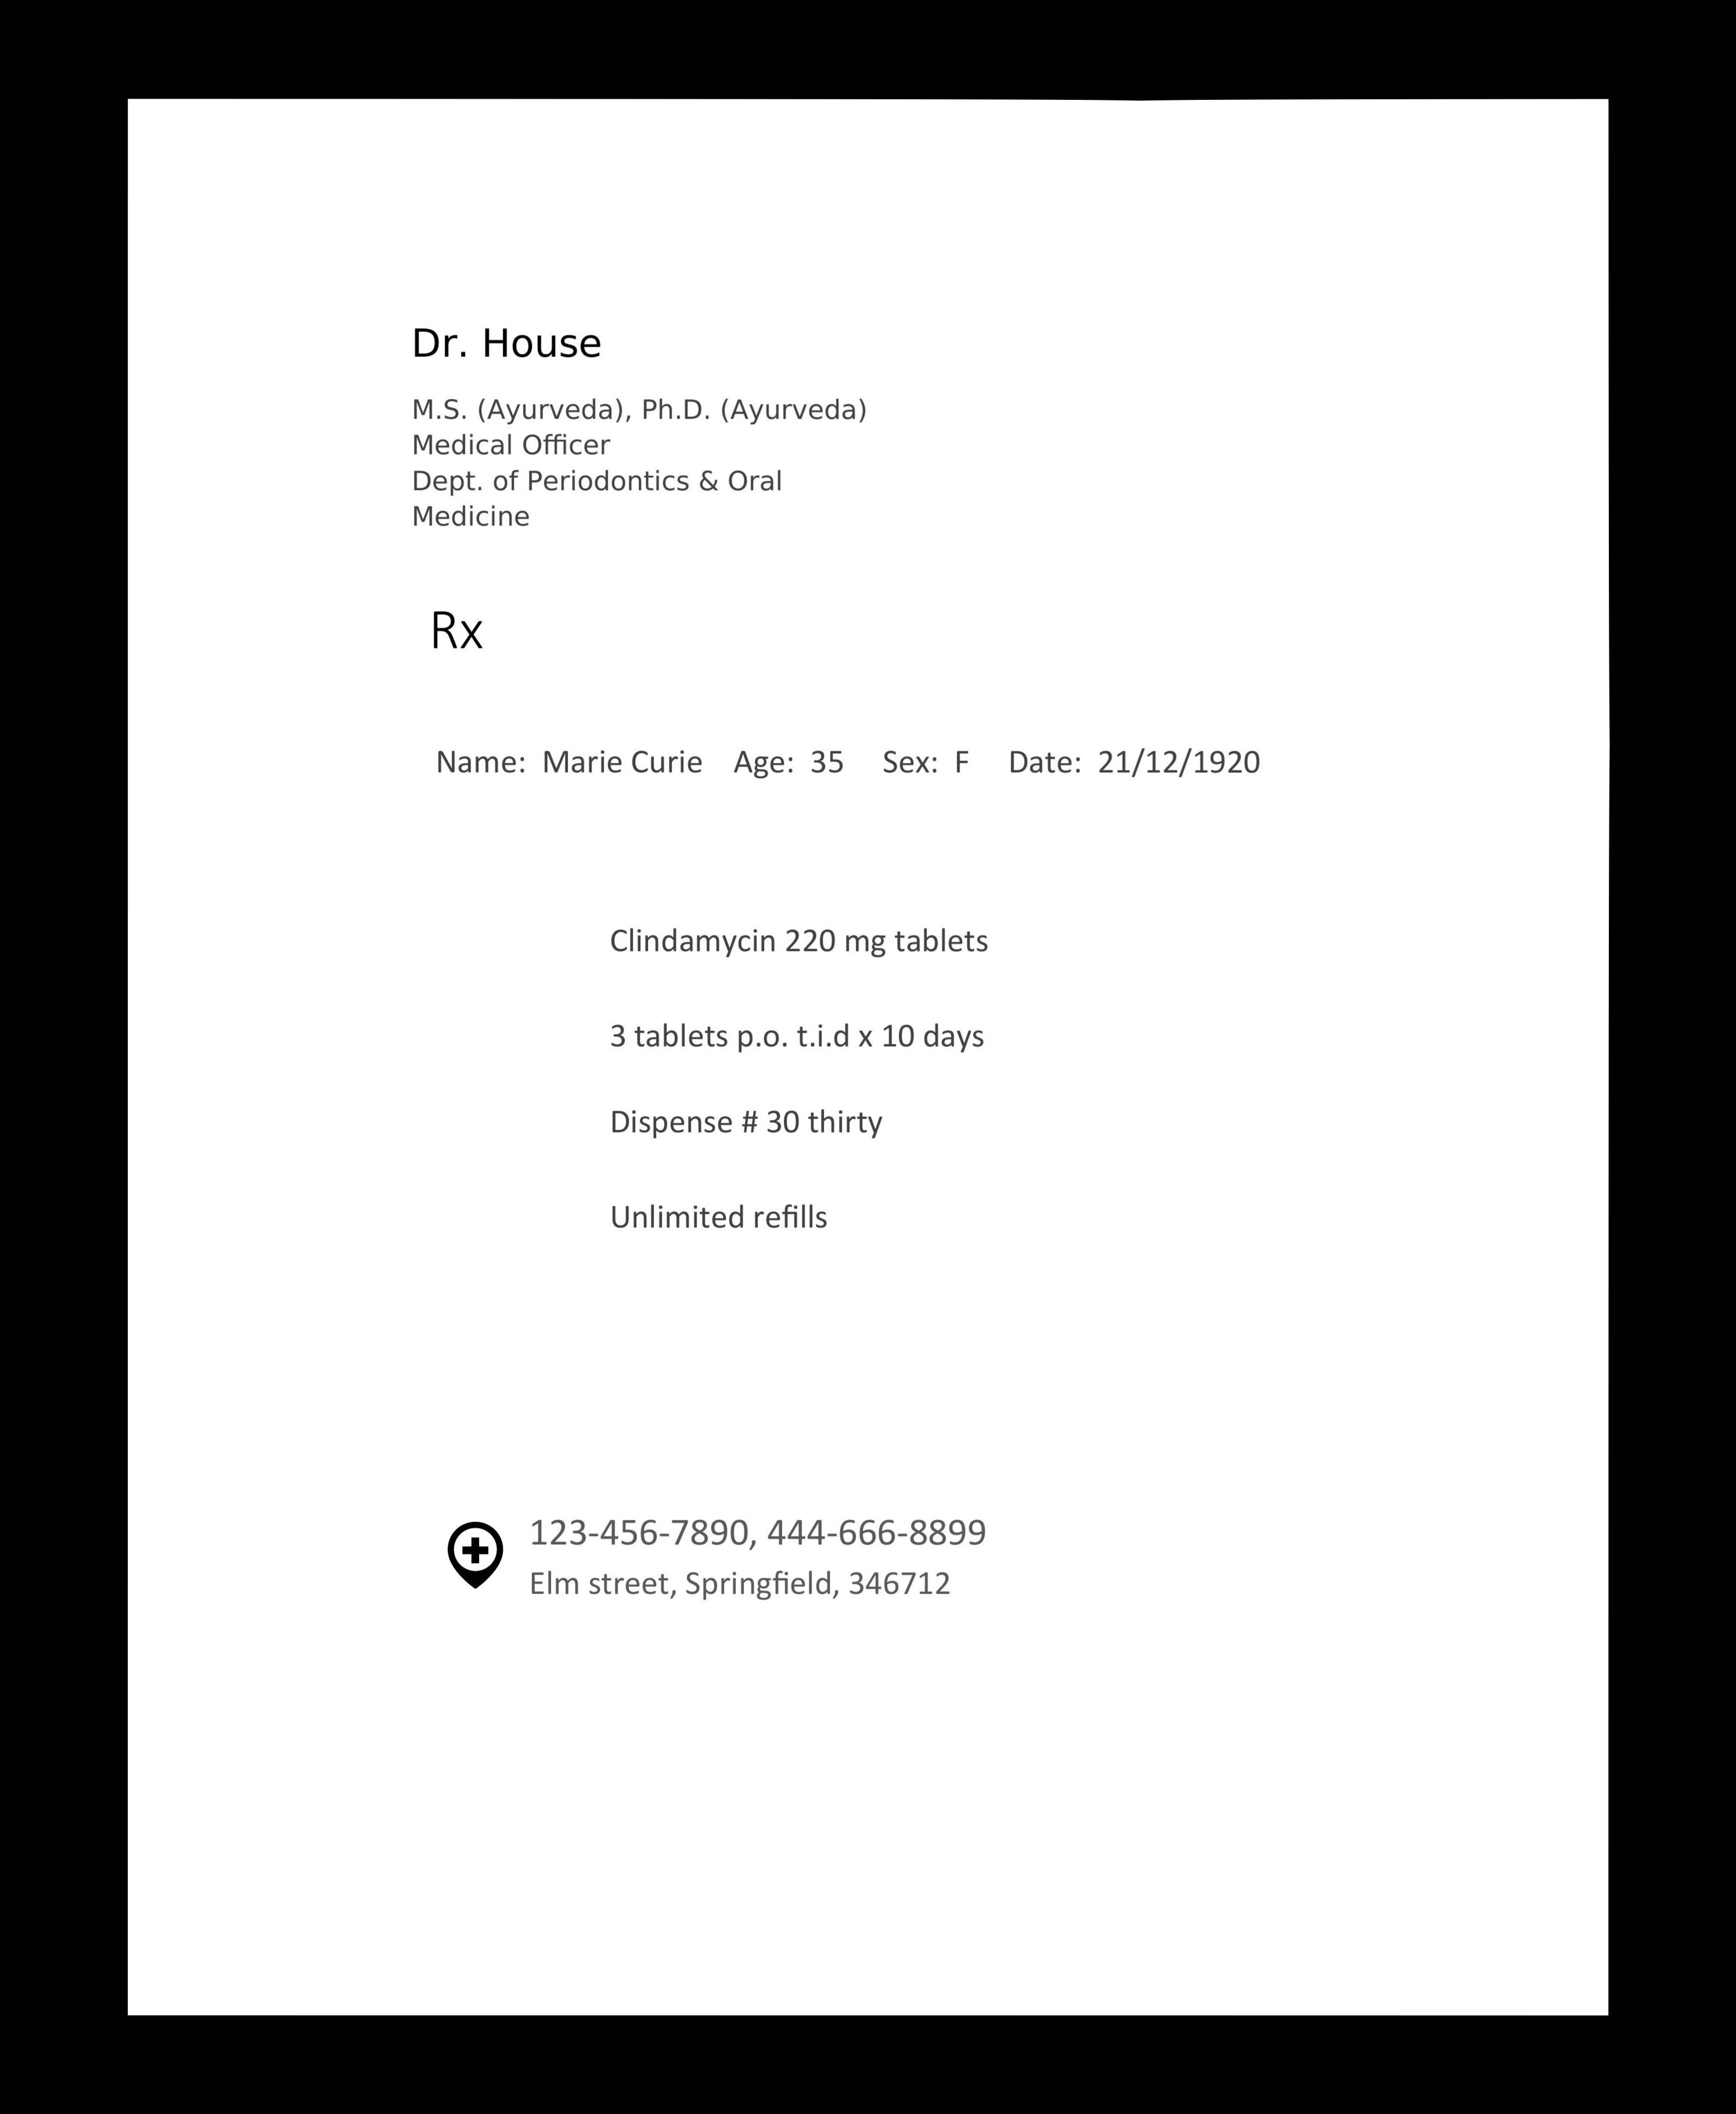 Dr. House
M.S. (Ayurveda), Ph.D. (Ayurveda)
Medical Officer
Dept. of Periodontics & Oral
Medicine
Rx
Name: Marie Curie Age: 35 Sex: F Date: 21/12/1920
Clindamycin 220 mg tablets
3 tablets p.o. t.i.d x 10 days
Dispense # 30 thirty
Unlimited refills
123-456-7890, 444-666-8899
Elm street, Springfield, 346712